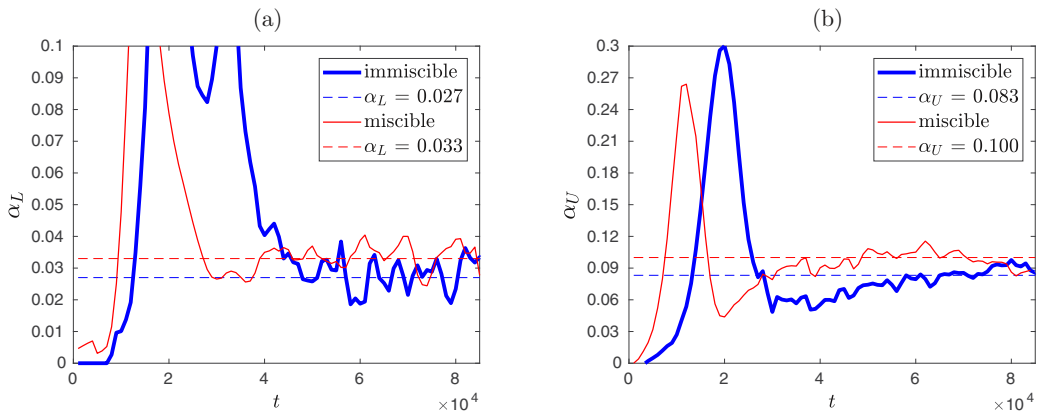 (a)
0.1
0.09
0.08
0.07
0.06
0.05
0.04
0.03
0.02
0.01
0
α_L
immiscible
α_L = 0.027
miscible
α_L = 0.033
0 2 4 6 8
t
×10^4
(b)
0.3
0.27
0.24
0.21
0.18
0.15
0.12
0.09
0.06
0.03
0
α_U
immiscible
α_U = 0.083
miscible
α_U = 0.100
0 2 4 6 8
t
×10^4